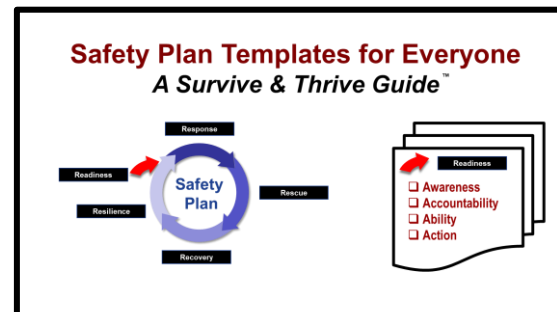 Safety Plan Templates for Everyone
A Survive & Thrive Guide™
Response
Readiness
Safety
Plan
Rescue
Resilience
Recovery
Readiness
Awareness
Accountability
Ability
Action